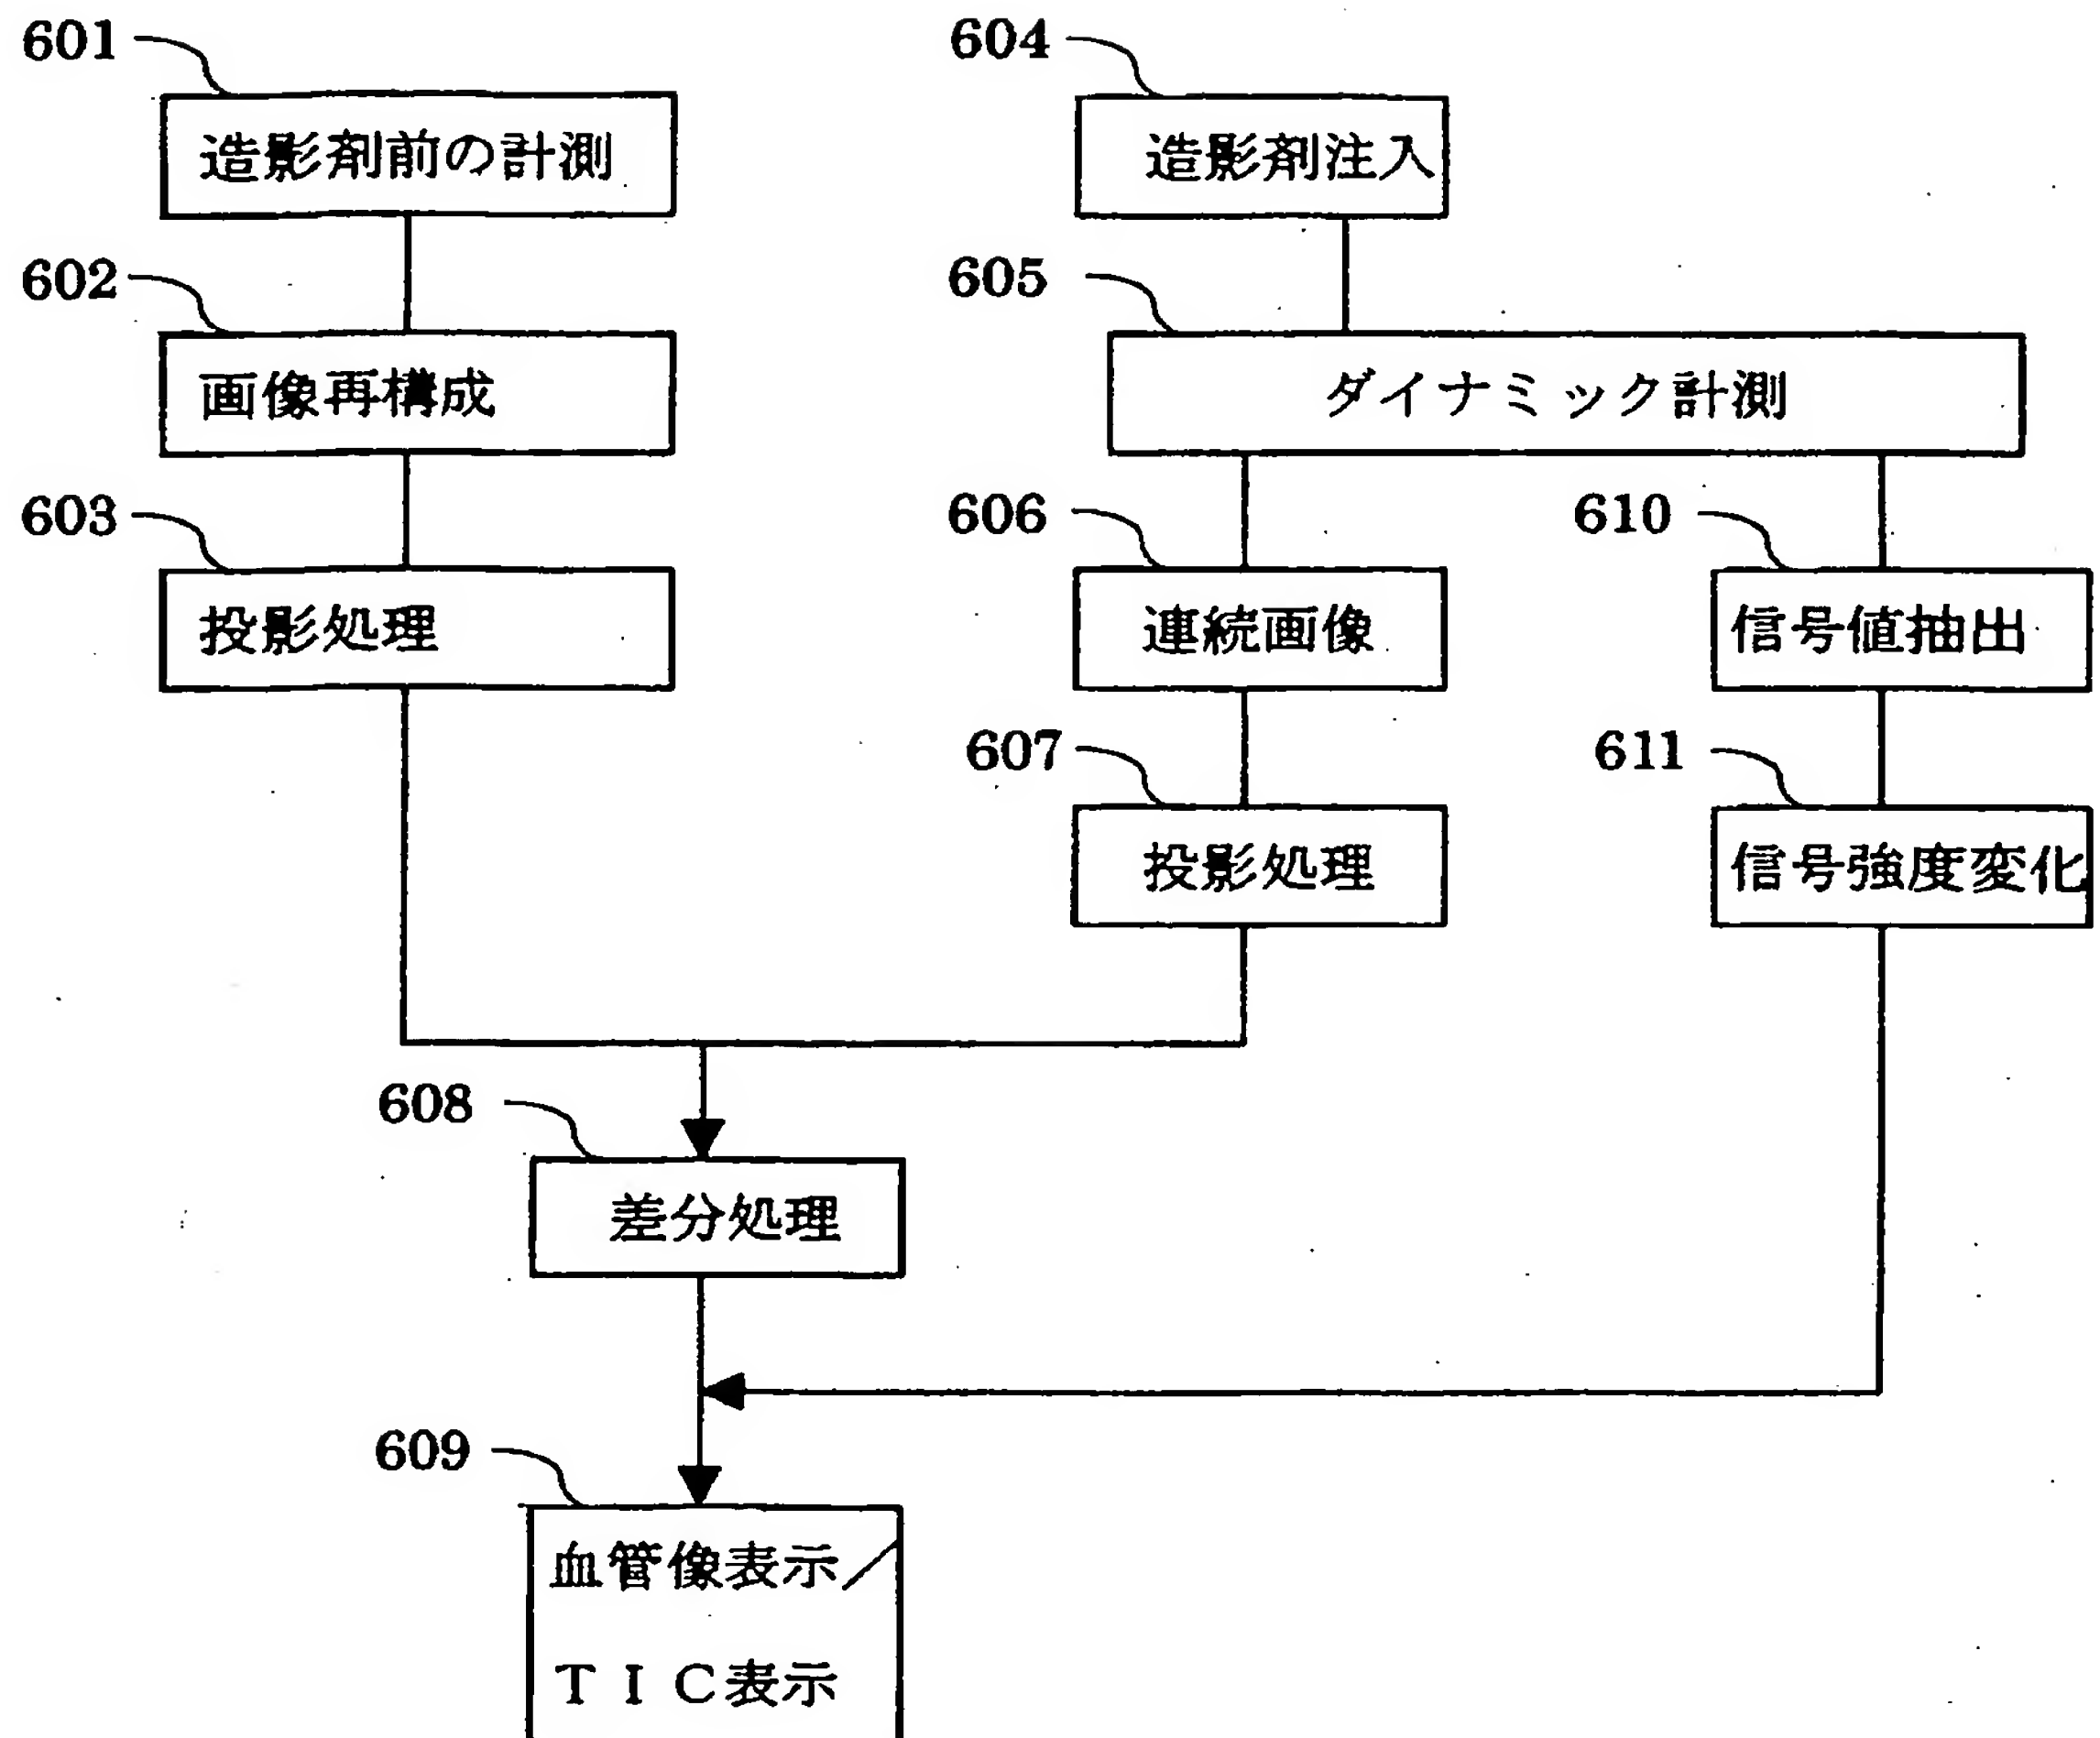 601
造影剤前の計測
602
画像再構成
603
投影処理
604
造影剤注入
605
ダイナミック計測
606
連続画像
607
投影処理
610
信号値抽出
611
信号強度変化
608
差分処理
609
血管像表示／
ＴＩＣ表示